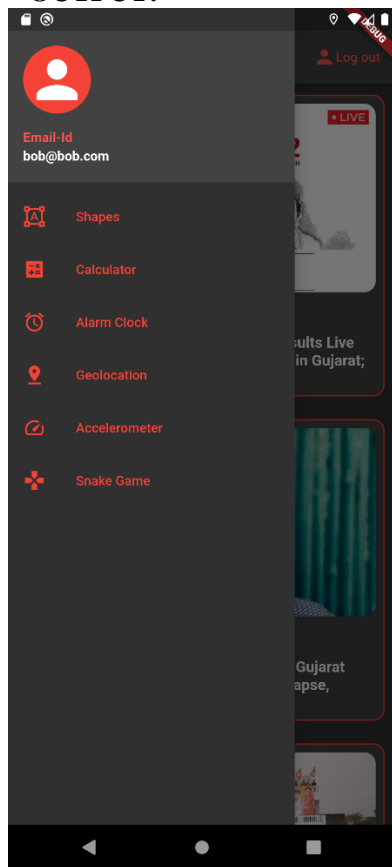 DEBUG
Log out
Email-Id
bob@bob.com
• LIVE
A
Shapes
Calculator
Alarm Clock
sults Live
in Gujarat;
Geolocation
Accelerometer
Snake Game
Gujarat
apse,